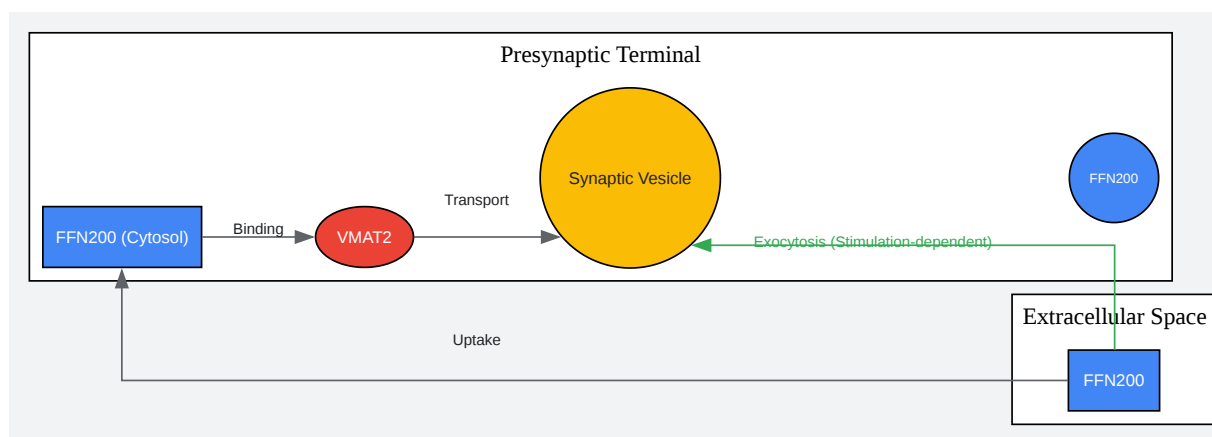 Presynaptic Terminal
Synaptic Vesicle
FFN200
Transport
FFN200 (Cytosol)
Binding
VMAT2
Exocytosis (Stimulation-dependent)
Extracellular Space
Uptake
FFN200